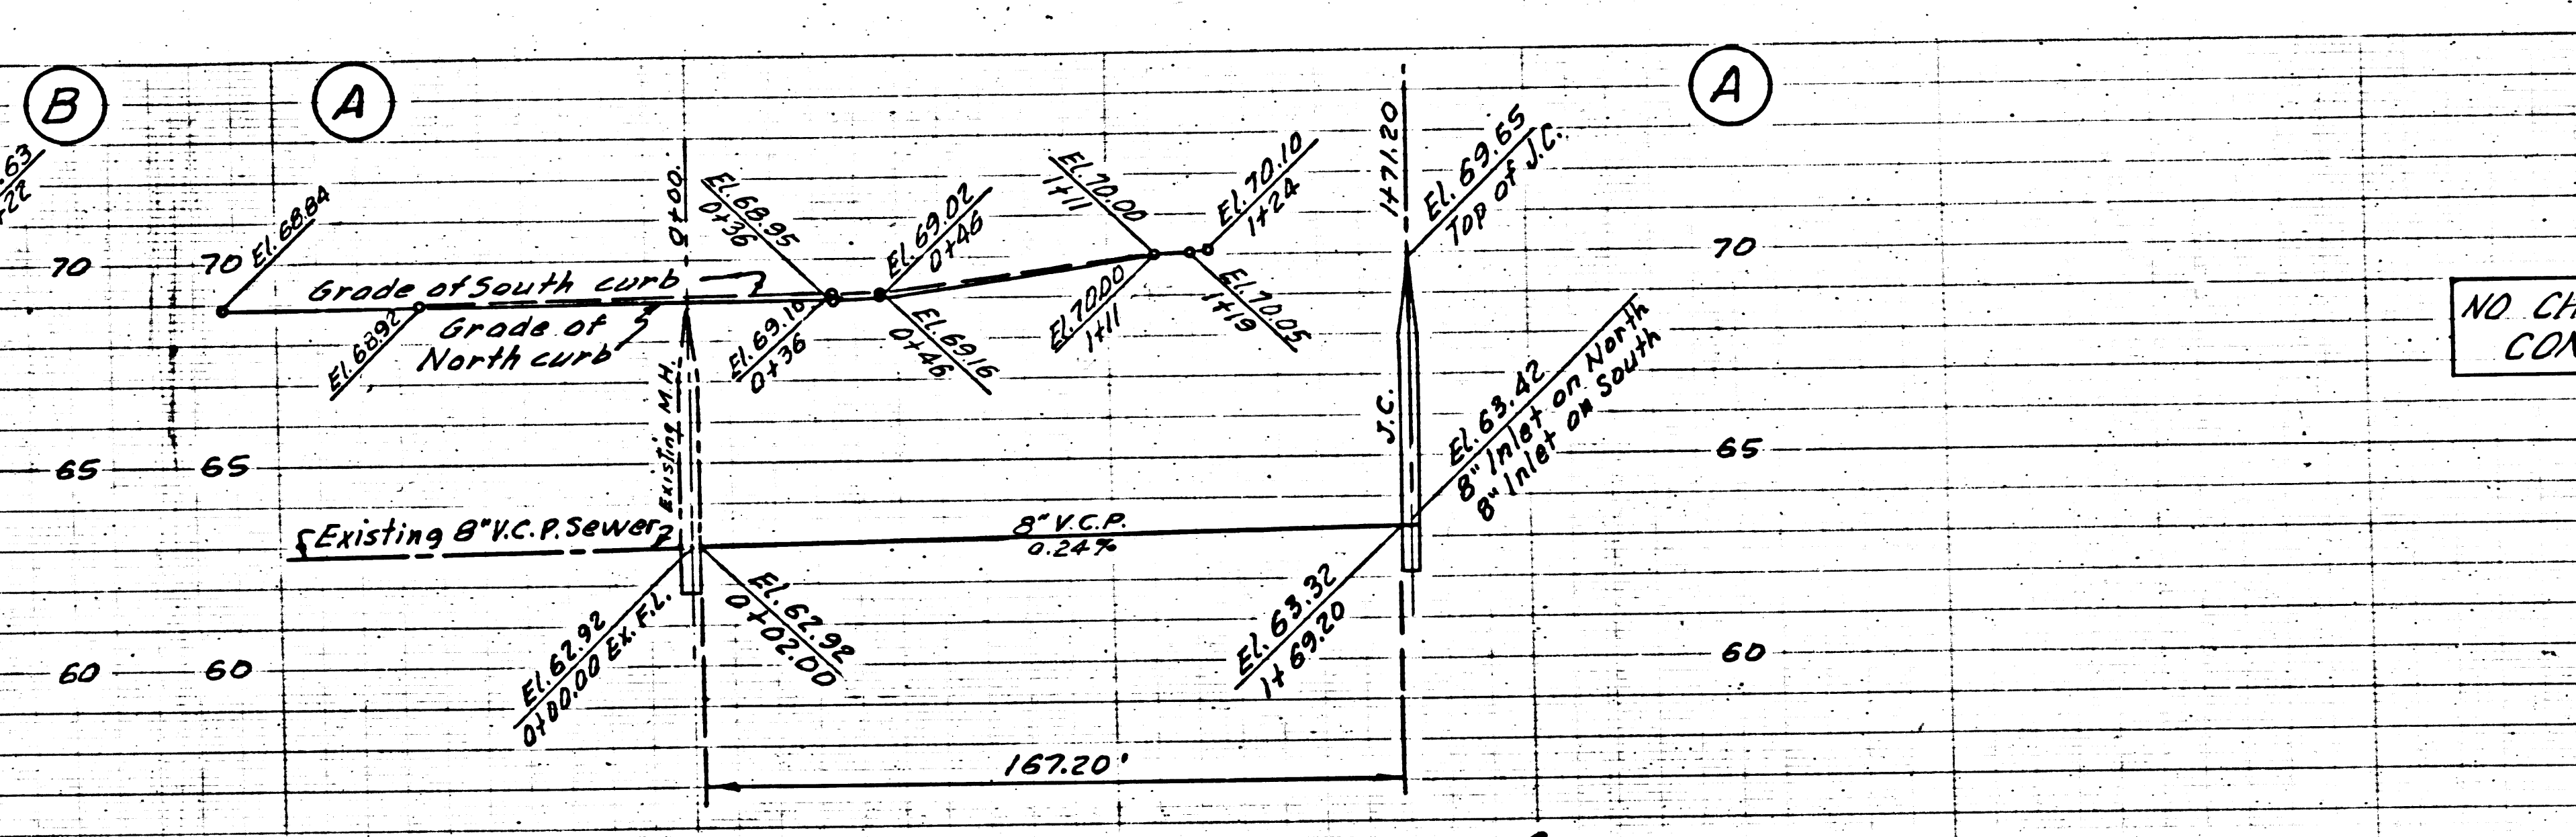 B
A
A
.63
+22
70
70
El. 68.84
0+00.
El. 68.95
0+36
El. 69.02
0+46
El. 70.00
1+11
El. 70.10
1+24
1+71.20
El. 69.65
Top of J.C.
70
Grade of South curb
Grade of
North curb
El. 68.92
El. 69.10
0+36
El. 69.16
0+46
El. 70.00
1+11
El. 70.05
1+19
NO CH
CON
Existing M.H.
J.C.
El. 63.42
8" Inlet on North
8" Inlet on South
65
65
65
Existing 8" V.C.P. Sewer
8" V.C.P.
0.24%
El. 62.92
0+00.00 Ex. F.L.
El. 62.92
0+02.00
El. 63.32
1+69.20
60
60
60
167.20'